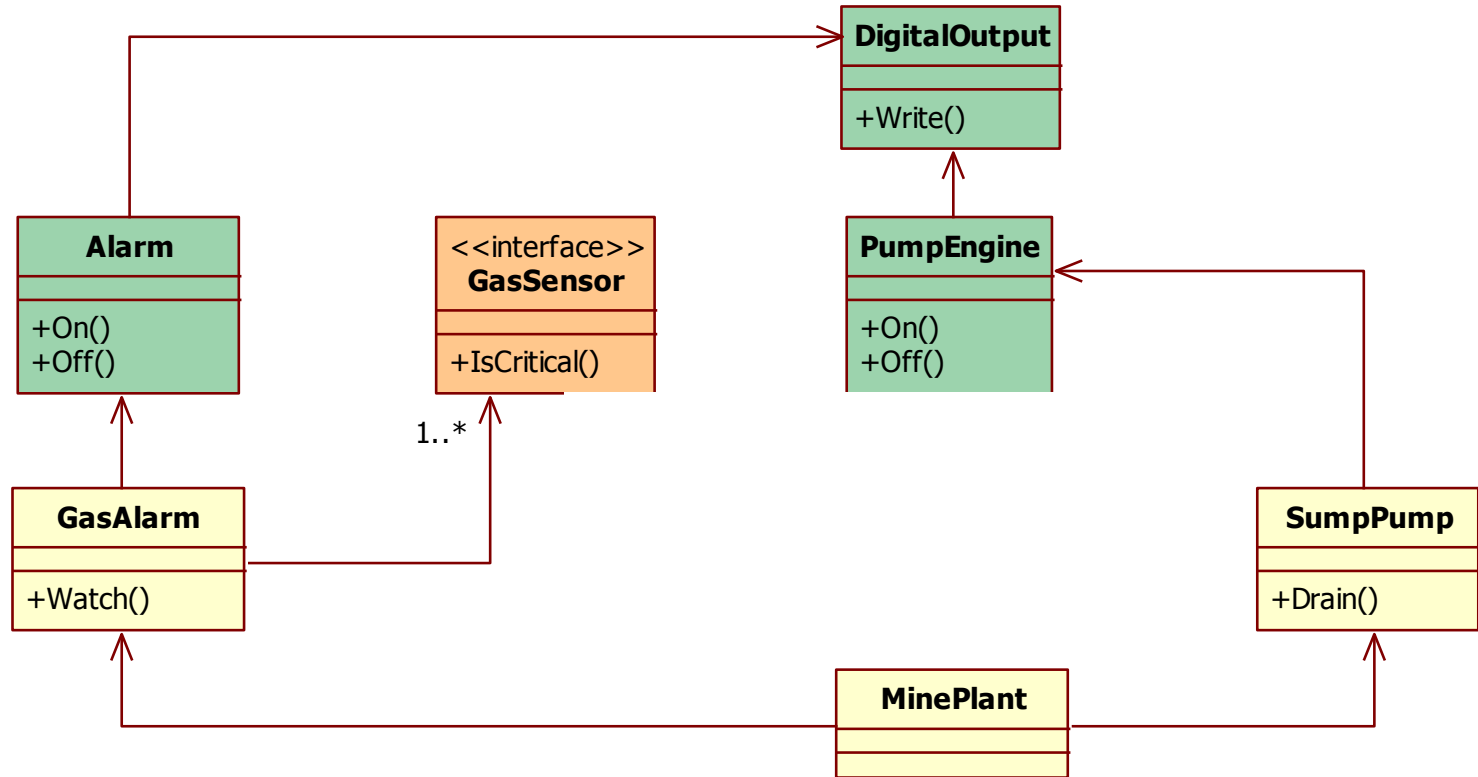 DigitalOutput
+Write()
Alarm
+On()
+Off()
<<interface>>
GasSensor
+IsCritical()
PumpEngine
+On()
+Off()
1..*
GasAlarm
+Watch()
SumpPump
+Drain()
MinePlant